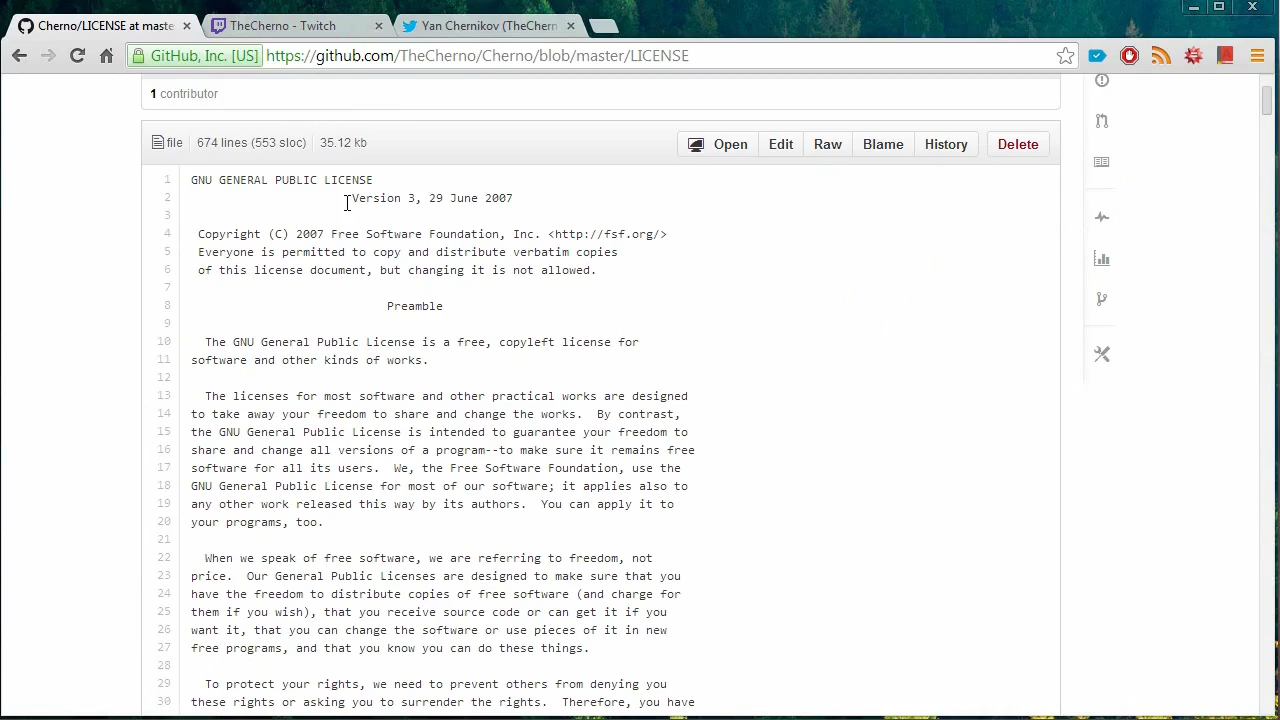 Cherno/LICENSE at maste
TheCherno - Twitch
Yan Chernikov (TheChern
GitHub, Inc. [US]
https://github.com/TheCherno/Cherno/blob/master/LICENSE
1 contributor
file
674 lines (553 sloc)
35.12 kb
Open
Edit
Raw
Blame
History
Delete
1 GNU GENERAL PUBLIC LICENSE
2 Version 3, 29 June 2007
3
4 Copyright (C) 2007 Free Software Foundation, Inc. <http://fsf.org/>
5 Everyone is permitted to copy and distribute verbatim copies
6 of this license document, but changing it is not allowed.
7
8 Preamble
9
10 The GNU General Public License is a free, copyleft license for
11 software and other kinds of works.
12
13 The licenses for most software and other practical works are designed
14 to take away your freedom to share and change the works.  By contrast,
15 the GNU General Public License is intended to guarantee your freedom to
16 share and change all versions of a program--to make sure it remains free
17 software for all its users.  We, the Free Software Foundation, use the
18 GNU General Public License for most of our software; it applies also to
19 any other work released this way by its authors.  You can apply it to
20 your programs, too.
21
22 When we speak of free software, we are referring to freedom, not
23 price.  Our General Public Licenses are designed to make sure that you
24 have the freedom to distribute copies of free software (and charge for
25 them if you wish), that you receive source code or can get it if you
26 want it, that you can change the software or use pieces of it in new
27 free programs, and that you know you can do these things.
28
29 To protect your rights, we need to prevent others from denying you
30 these rights or asking you to surrender the rights.  Therefore, you have